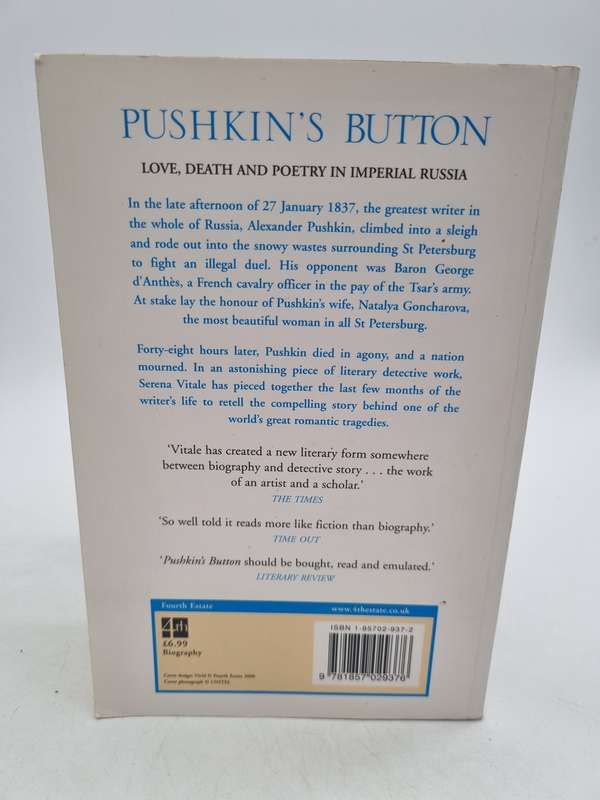 PUSHKIN'S BUTTON
LOVE, DEATH AND POETRY IN IMPERIAL RUSSIA
In the late afternoon of 27 January 1837, the greatest writer in
the whole of Russia, Alexander Pushkin, climbed into a sleigh
and rode out into the snowy wastes surrounding St Petersburg
to fight an illegal duel. His opponent was Baron George
d'Anthès, a French cavalry officer in the pay of the Tsar's army.
At stake lay the honour of Pushkin's wife, Natalya Goncharova,
the most beautiful woman in all St Petersburg.
Forty-eight hours later, Pushkin died in agony, and a nation
mourned. In an astonishing piece of literary detective work,
Serena Vitale has pieced together the last few months of the
writer's life to retell the compelling story behind one of the
world's great romantic tragedies.
'Vitale has created a new literary form somewhere
between biography and detective story . . . the work
of an artist and a scholar.'
THE TIMES
'So well told it reads more like fiction than biography.'
TIME OUT
'Pushkin's Button should be bought, read and emulated.'
LITERARY REVIEW
Fourth Estate
www.4thestate.co.uk
4th
£6.99
Biography
ISBN 1-85702-937-2
9 781857 029376
Cover design: Vivid © Fourth Estate 2000
Cover photograph ©